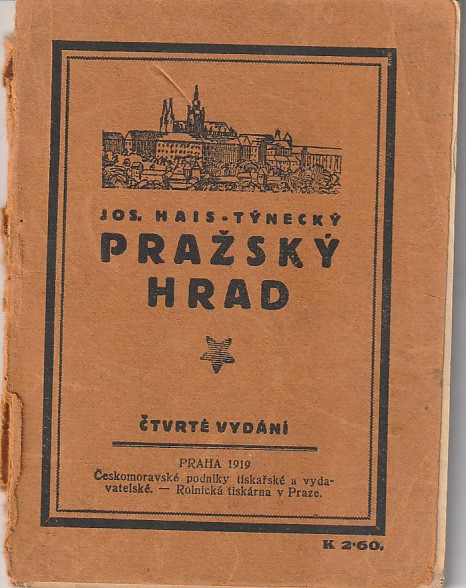 JOS. HAIS-TÝNECKÝ
PRAŽSKÝ
HRAD
ČTVRTÉ VYDÁNÍ
PRAHA 1919
Českomoravské podniky tiskařské a vyda-
vatelské. — Rolnická tiskárna v Praze.
K 2·60.